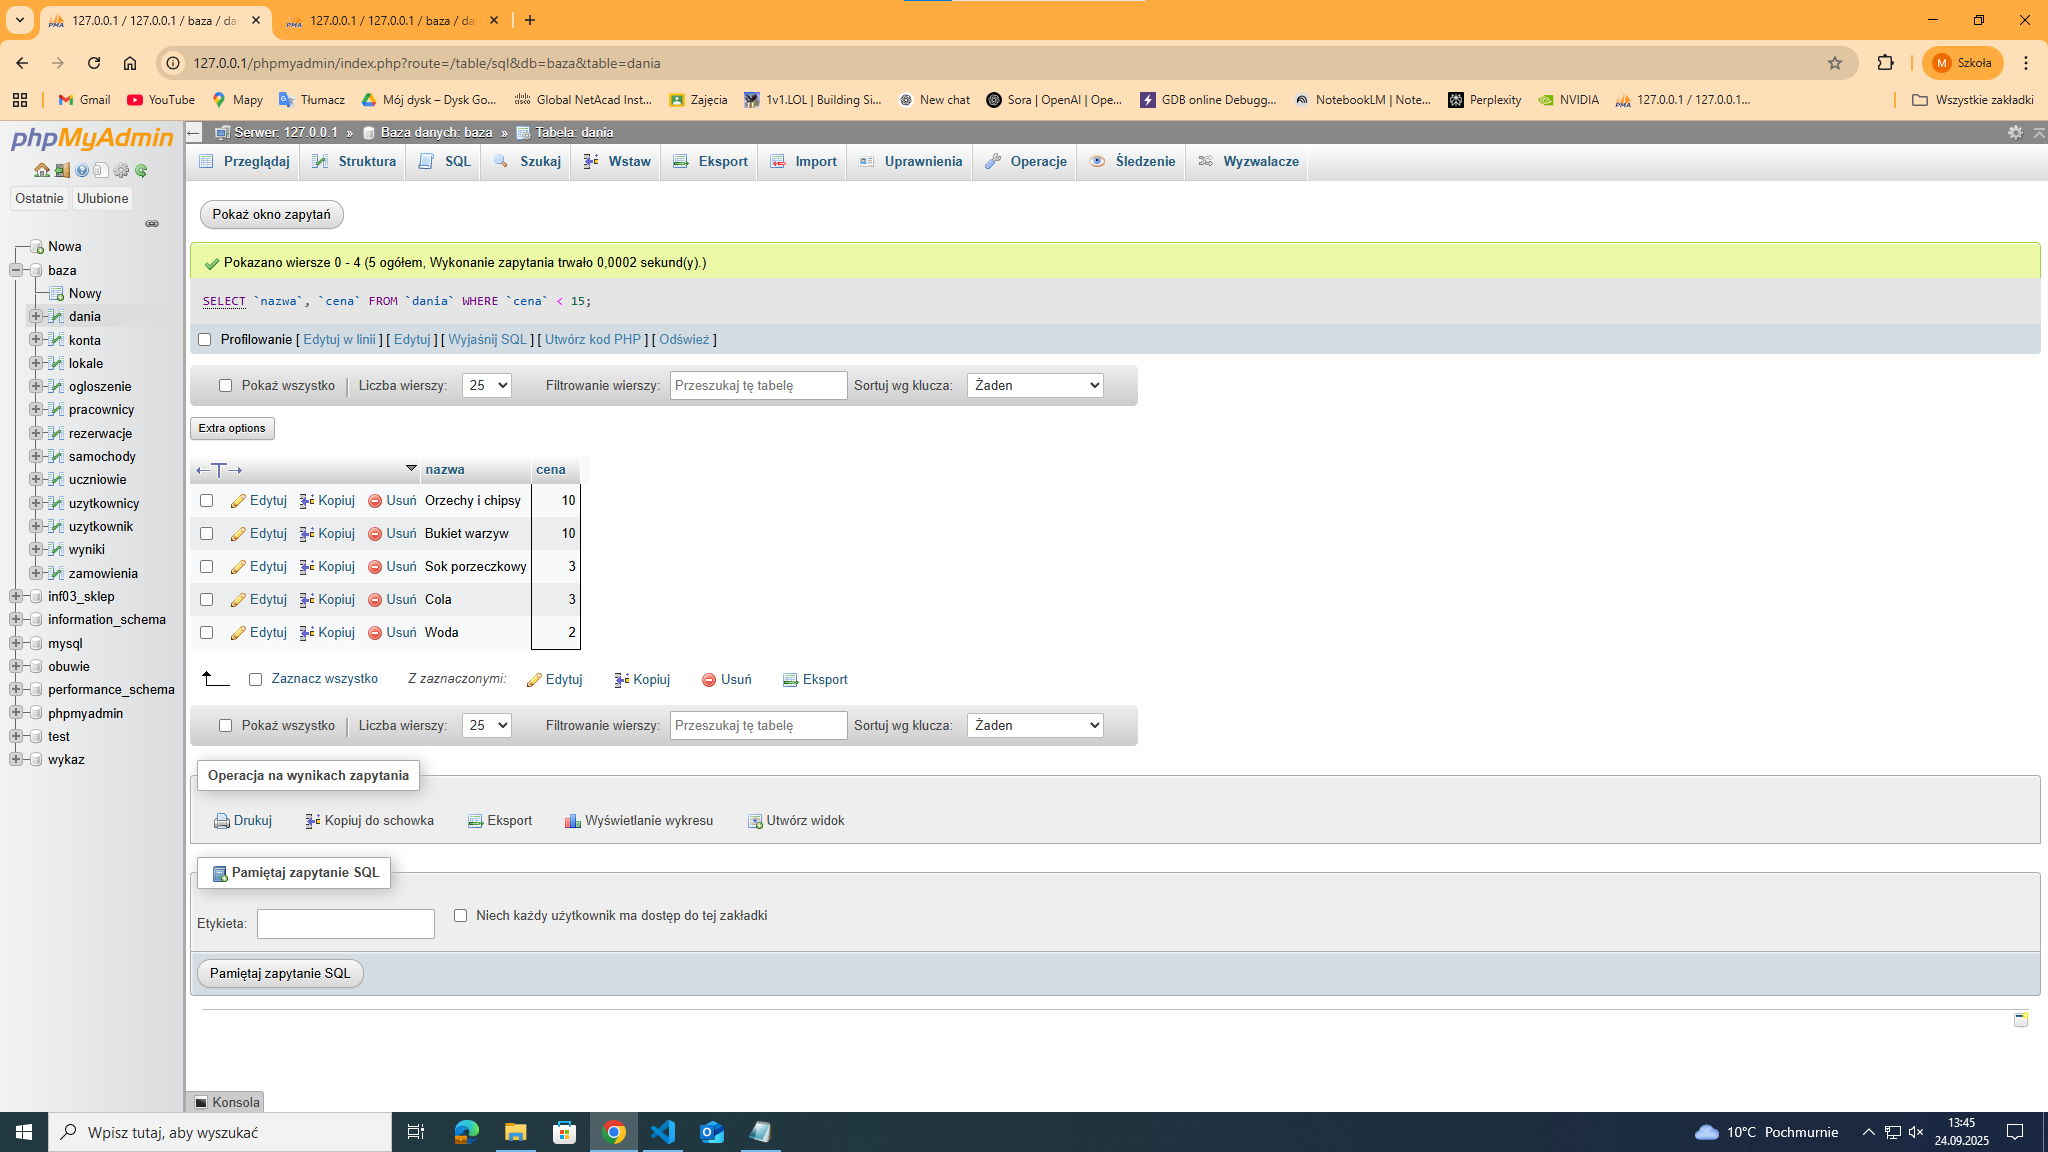 127.0.0.1 / 127.0.0.1 / baza / da
127.0.0.1 / 127.0.0.1 / baza / da
127.0.0.1/phpmyadmin/index.php?route=/table/sql&db=baza&table=dania
M Szkoła
Gmail YouTube Mapy Tłumacz Mój dysk – Dysk Go... Global NetAcad Inst... Zajęcia 1v1.LOL | Building Si... New chat Sora | OpenAI | Ope... GDB online Debugg... NotebookLM | Note... Perplexity NVIDIA 127.0.0.1 / 127.0.0.1... Wszystkie zakładki
phpMyAdmin
Ostatnie Ulubione
Nowa
baza
Nowy
dania
konta
lokale
ogloszenie
pracownicy
rezerwacje
samochody
uczniowie
uzytkownicy
uzytkownik
wyniki
zamowienia
inf03_sklep
information_schema
mysql
obuwie
performance_schema
phpmyadmin
test
wykaz
Serwer: 127.0.0.1 » Baza danych: baza » Tabela: dania
Przeglądaj Struktura SQL Szukaj Wstaw Eksport Import Uprawnienia Operacje Śledzenie Wyzwalacze
Pokaż okno zapytań
Pokazano wiersze 0 - 4 (5 ogółem, Wykonanie zapytania trwało 0,0002 sekund(y).)
SELECT `nazwa`, `cena` FROM `dania` WHERE `cena` < 15;
Profilowanie [ Edytuj w linii ] [ Edytuj ] [ Wyjaśnij SQL ] [ Utwórz kod PHP ] [ Odśwież ]
Pokaż wszystko | Liczba wierszy: 25 Filtrowanie wierszy: Przeszukaj tę tabelę Sortuj wg klucza: Żaden
Extra options
←T→ nazwa cena
Edytuj Kopiuj Usuń Orzechy i chipsy 10
Edytuj Kopiuj Usuń Bukiet warzyw 10
Edytuj Kopiuj Usuń Sok porzeczkowy 3
Edytuj Kopiuj Usuń Cola 3
Edytuj Kopiuj Usuń Woda 2
Zaznacz wszystko Z zaznaczonymi: Edytuj Kopiuj Usuń Eksport
Pokaż wszystko | Liczba wierszy: 25 Filtrowanie wierszy: Przeszukaj tę tabelę Sortuj wg klucza: Żaden
Operacja na wynikach zapytania
Drukuj Kopiuj do schowka Eksport Wyświetlanie wykresu Utwórz widok
Pamiętaj zapytanie SQL
Etykieta: Niech każdy użytkownik ma dostęp do tej zakładki
Pamiętaj zapytanie SQL
Konsola
Wpisz tutaj, aby wyszukać
10°C Pochmurnie
13:45
24.09.2025